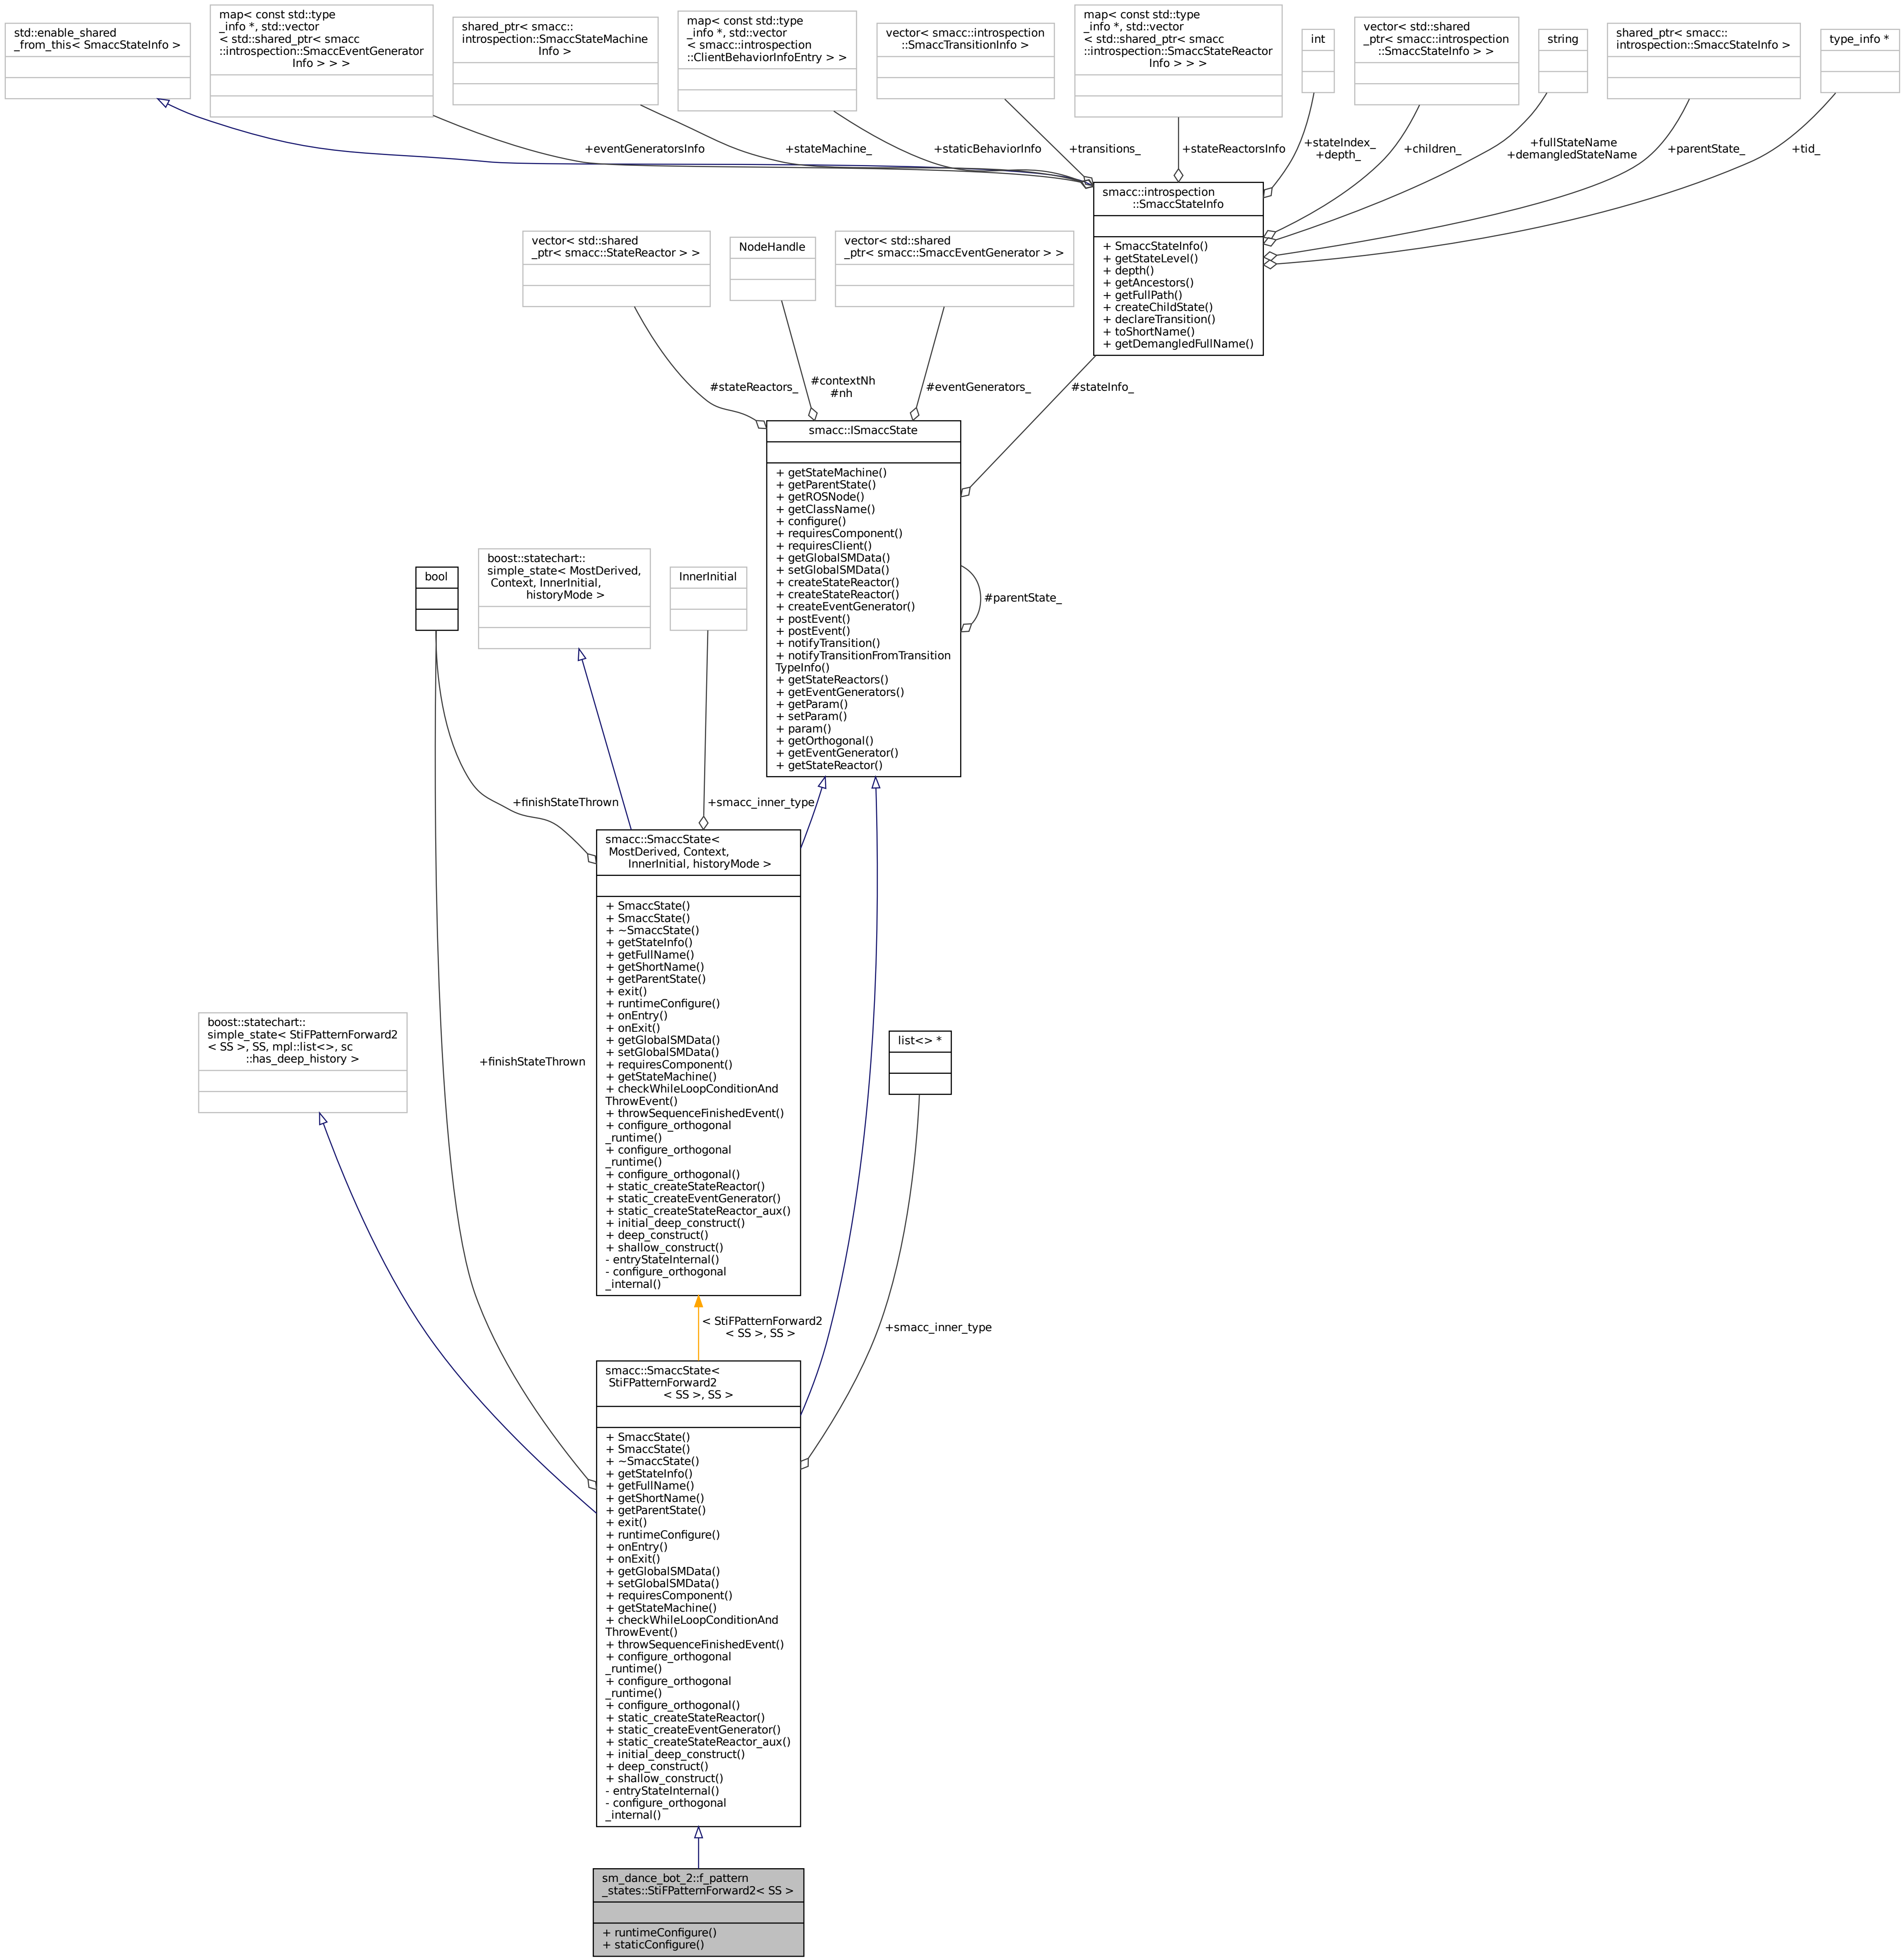 std::enable_shared
_from_this< SmaccStateInfo >
map< const std::type
_info *, std::vector
< std::shared_ptr< smacc
::introspection::SmaccEventGenerator
Info > > >
shared_ptr< smacc::
introspection::SmaccStateMachine
Info >
map< const std::type
_info *, std::vector
< smacc::introspection
::ClientBehaviorInfoEntry > >
vector< smacc::introspection
::SmaccTransitionInfo >
map< const std::type
_info *, std::vector
< std::shared_ptr< smacc
::introspection::SmaccStateReactor
Info > > >
int
vector< std::shared
_ptr< smacc::introspection
::SmaccStateInfo > >
string
shared_ptr< smacc::
introspection::SmaccStateInfo >
type_info *
+eventGeneratorsInfo
+stateMachine_
+staticBehaviorInfo
+transitions_
+stateReactorsInfo
+stateIndex_
+depth_
+children_
+fullStateName
+demangledStateName
+parentState_
+tid_
smacc::introspection
::SmaccStateInfo
+ SmaccStateInfo()
+ getStateLevel()
+ depth()
+ getAncestors()
+ getFullPath()
+ createChildState()
+ declareTransition()
+ toShortName()
+ getDemangledFullName()
vector< std::shared
_ptr< smacc::StateReactor > >
NodeHandle
vector< std::shared
_ptr< smacc::SmaccEventGenerator > >
#stateReactors_
#contextNh
#nh
#eventGenerators_
#stateInfo_
smacc::ISmaccState
+ getStateMachine()
+ getParentState()
+ getROSNode()
+ getClassName()
+ configure()
+ requiresComponent()
+ requiresClient()
+ getGlobalSMData()
+ setGlobalSMData()
+ createStateReactor()
+ createStateReactor()
+ createEventGenerator()
+ postEvent()
+ postEvent()
+ notifyTransition()
+ notifyTransitionFromTransition
TypeInfo()
+ getStateReactors()
+ getEventGenerators()
+ getParam()
+ setParam()
+ param()
+ getOrthogonal()
+ getEventGenerator()
+ getStateReactor()
#parentState_
bool
boost::statechart::
simple_state< MostDerived,
Context, InnerInitial,
historyMode >
InnerInitial
+finishStateThrown
+smacc_inner_type
smacc::SmaccState<
MostDerived, Context,
InnerInitial, historyMode >
+ SmaccState()
+ SmaccState()
+ ~SmaccState()
+ getStateInfo()
+ getFullName()
+ getShortName()
+ getParentState()
+ exit()
+ runtimeConfigure()
+ onEntry()
+ onExit()
+ getGlobalSMData()
+ setGlobalSMData()
+ requiresComponent()
+ getStateMachine()
+ checkWhileLoopConditionAnd
ThrowEvent()
+ throwSequenceFinishedEvent()
+ configure_orthogonal
_runtime()
+ configure_orthogonal
_runtime()
+ configure_orthogonal()
+ static_createStateReactor()
+ static_createEventGenerator()
+ static_createStateReactor_aux()
+ initial_deep_construct()
+ deep_construct()
+ shallow_construct()
- entryStateInternal()
- configure_orthogonal
_internal()
boost::statechart::
simple_state< StiFPatternForward2
< SS >, SS, mpl::list<>, sc
::has_deep_history >
+finishStateThrown
list<> *
< StiFPatternForward2
< SS >, SS >
+smacc_inner_type
smacc::SmaccState<
StiFPatternForward2
< SS >, SS >
+ SmaccState()
+ SmaccState()
+ ~SmaccState()
+ getStateInfo()
+ getFullName()
+ getShortName()
+ getParentState()
+ exit()
+ runtimeConfigure()
+ onEntry()
+ onExit()
+ getGlobalSMData()
+ setGlobalSMData()
+ requiresComponent()
+ getStateMachine()
+ checkWhileLoopConditionAnd
ThrowEvent()
+ throwSequenceFinishedEvent()
+ configure_orthogonal
_runtime()
+ configure_orthogonal
_runtime()
+ configure_orthogonal()
+ static_createStateReactor()
+ static_createEventGenerator()
+ static_createStateReactor_aux()
+ initial_deep_construct()
+ deep_construct()
+ shallow_construct()
- entryStateInternal()
- configure_orthogonal
_internal()
sm_dance_bot_2::f_pattern
_states::StiFPatternForward2< SS >
+ runtimeConfigure()
+ staticConfigure()